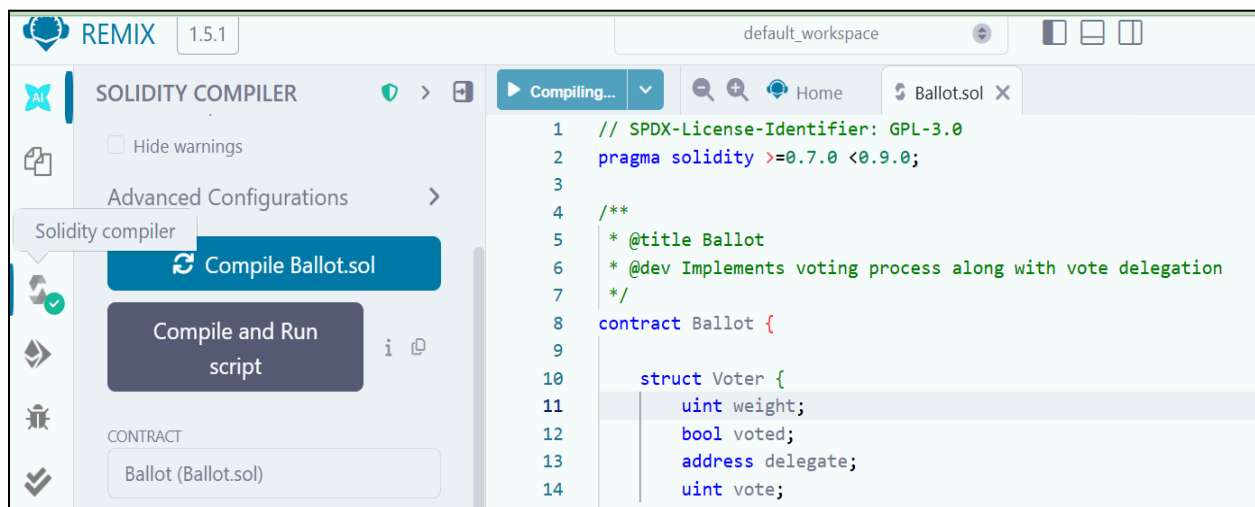 REMIX 1.5.1
default_workspace
AI
SOLIDITY COMPILER
Hide warnings
Advanced Configurations
Solidity compiler
Compile Ballot.sol
Compile and Run
script
i
CONTRACT
Ballot (Ballot.sol)
Compiling...
Home
Ballot.sol
1 // SPDX-License-Identifier: GPL-3.0
2 pragma solidity >=0.7.0 <0.9.0;
3
4 /**
5 * @title Ballot
6 * @dev Implements voting process along with vote delegation
7 */
8 contract Ballot {
9
10 struct Voter {
11 uint weight;
12 bool voted;
13 address delegate;
14 uint vote;